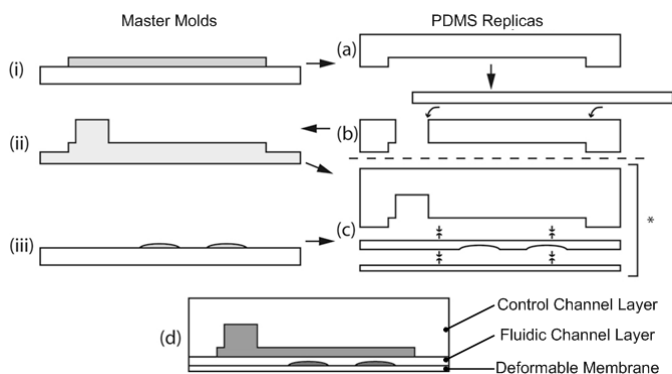 Master Molds
PDMS Replicas
(a)
(i)
(b)
(ii)
*
(c)
(iii)
Control Channel Layer
(d)
Fluidic Channel Layer
Deformable Membrane